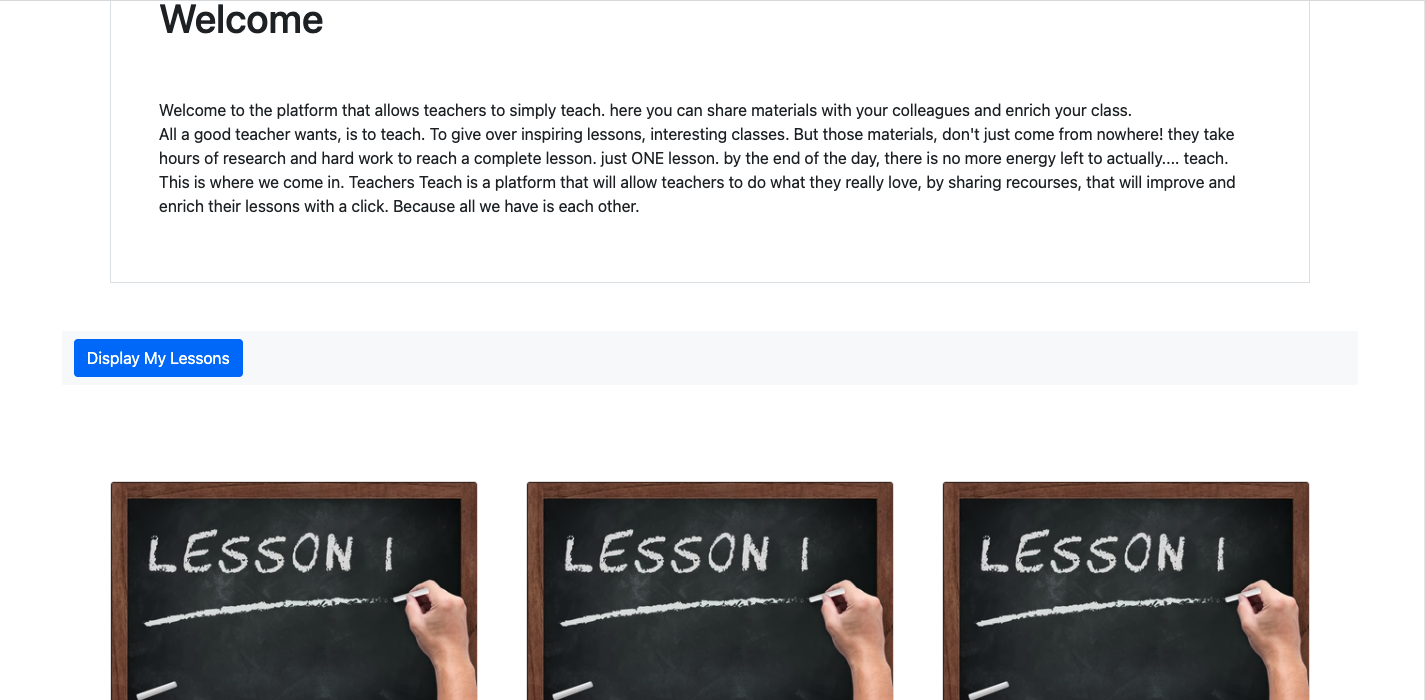 Welcome
Welcome to the platform that allows teachers to simply teach. here you can share materials with your colleagues and enrich your class.
All a good teacher wants, is to teach. To give over inspiring lessons, interesting classes. But those materials, don't just come from nowhere! they take
hours of research and hard work to reach a complete lesson. just ONE lesson. by the end of the day, there is no more energy left to actually.... teach.
This is where we come in. Teachers Teach is a platform that will allow teachers to do what they really love, by sharing recourses, that will improve and
enrich their lessons with a click. Because all we have is each other.
Display My Lessons
LESSON 1
LESSON 1
LESSON 1